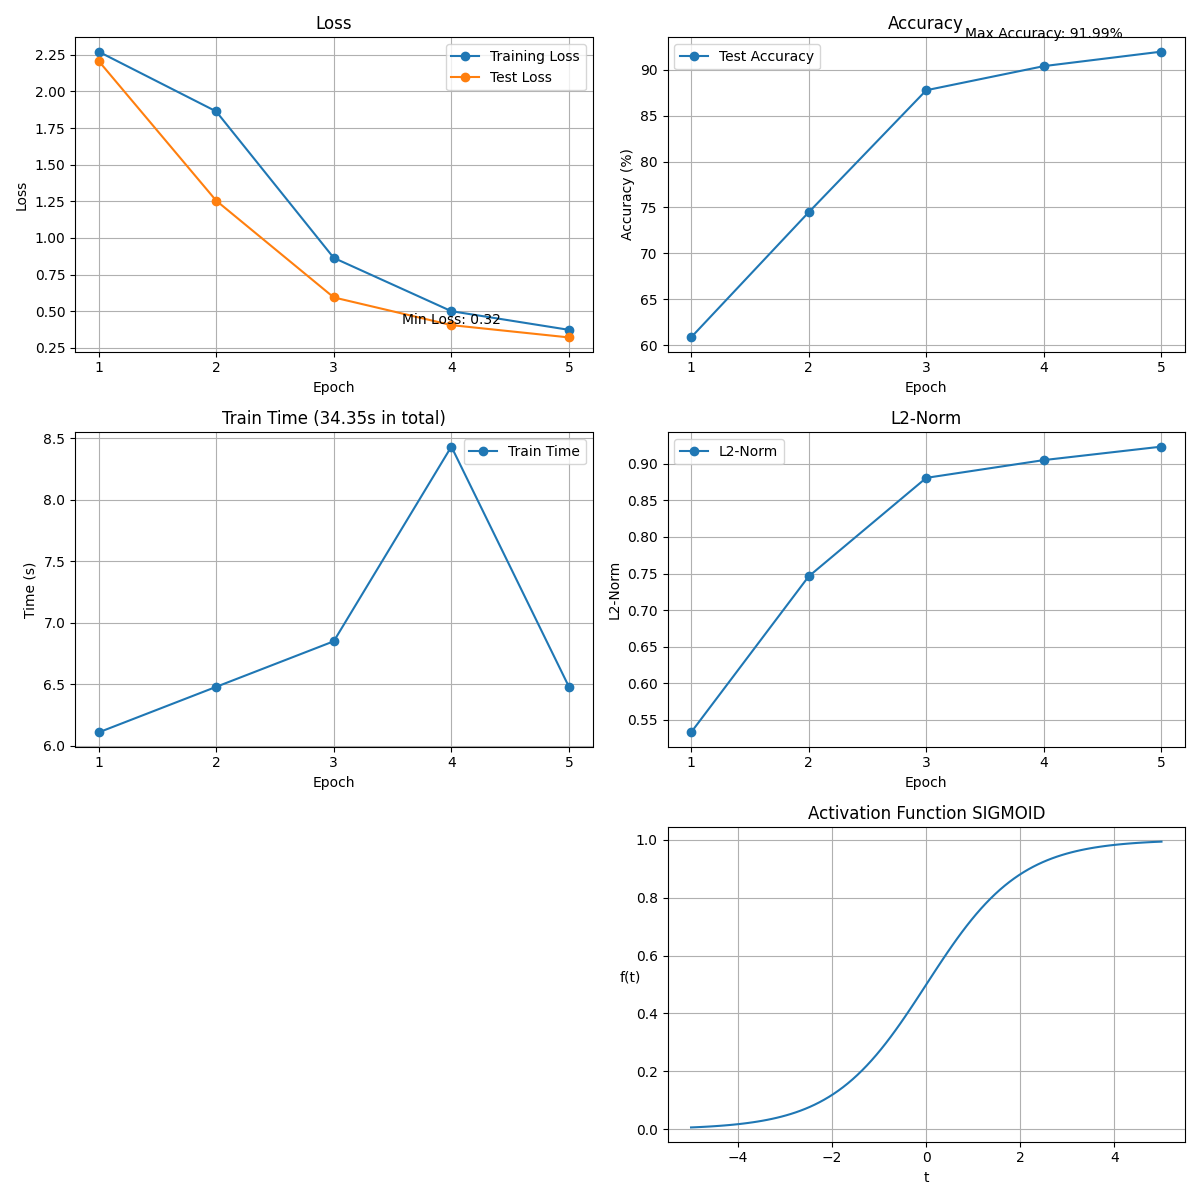 Loss
Training Loss
Test Loss
2.25
2.00
1.75
1.50
1.25
1.00
0.75
0.50
0.25
Loss
Min Loss: 0.32
1 2 3 4 5
Epoch
Accuracy
Max Accuracy: 91.99%
Test Accuracy
90
85
80
75
70
65
60
Accuracy (%)
1 2 3 4 5
Epoch
Train Time (34.35s in total)
Train Time
8.5
8.0
7.5
7.0
6.5
6.0
Time (s)
1 2 3 4 5
Epoch
L2-Norm
L2-Norm
0.90
0.85
0.80
0.75
0.70
0.65
0.60
0.55
L2-Norm
1 2 3 4 5
Epoch
Activation Function SIGMOID
1.0
0.8
0.6
0.4
0.2
0.0
f(t)
−4 −2 0 2 4
t